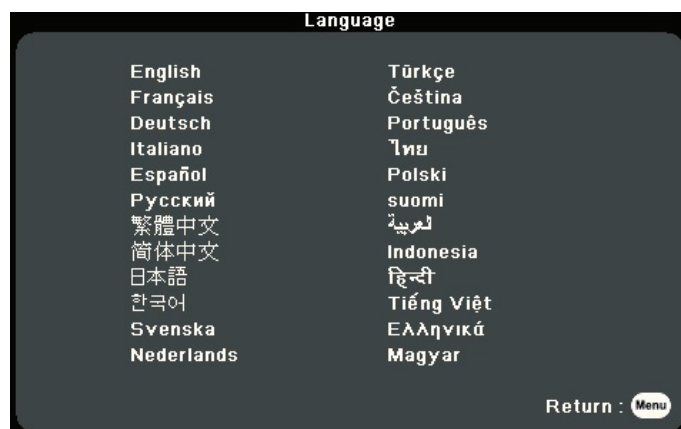 Language
English
Français
Deutsch
Italiano
Español
Русский
繁體中文
简体中文
日本語
한국어
Svenska
Nederlands
Türkçe
Čeština
Português
ไทย
Polski
suomi
العربية
Indonesia
हिन्दी
Tiếng Việt
Ελληνικά
Magyar
Return : Menu